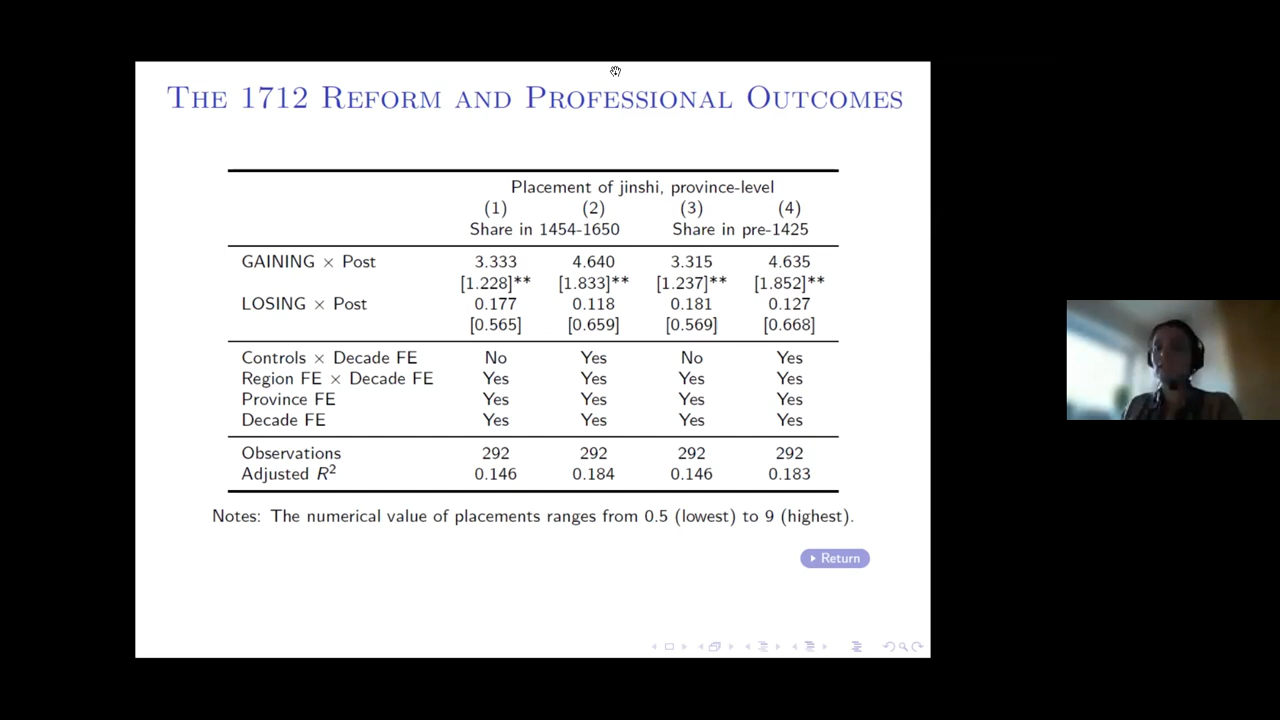 THE 1712 REFORM AND PROFESSIONAL OUTCOMES
Placement of jinshi, province-level
(1) (2) (3) (4)
Share in 1454-1650 Share in pre-1425
GAINING × Post 3.333 4.640 3.315 4.635
[1.228]** [1.833]** [1.237]** [1.852]**
LOSING × Post 0.177 0.118 0.181 0.127
[0.565] [0.659] [0.569] [0.668]
Controls × Decade FE No Yes No Yes
Region FE × Decade FE Yes Yes Yes Yes
Province FE Yes Yes Yes Yes
Decade FE Yes Yes Yes Yes
Observations 292 292 292 292
Adjusted R² 0.146 0.184 0.146 0.183
Notes: The numerical value of placements ranges from 0.5 (lowest) to 9 (highest).
Return